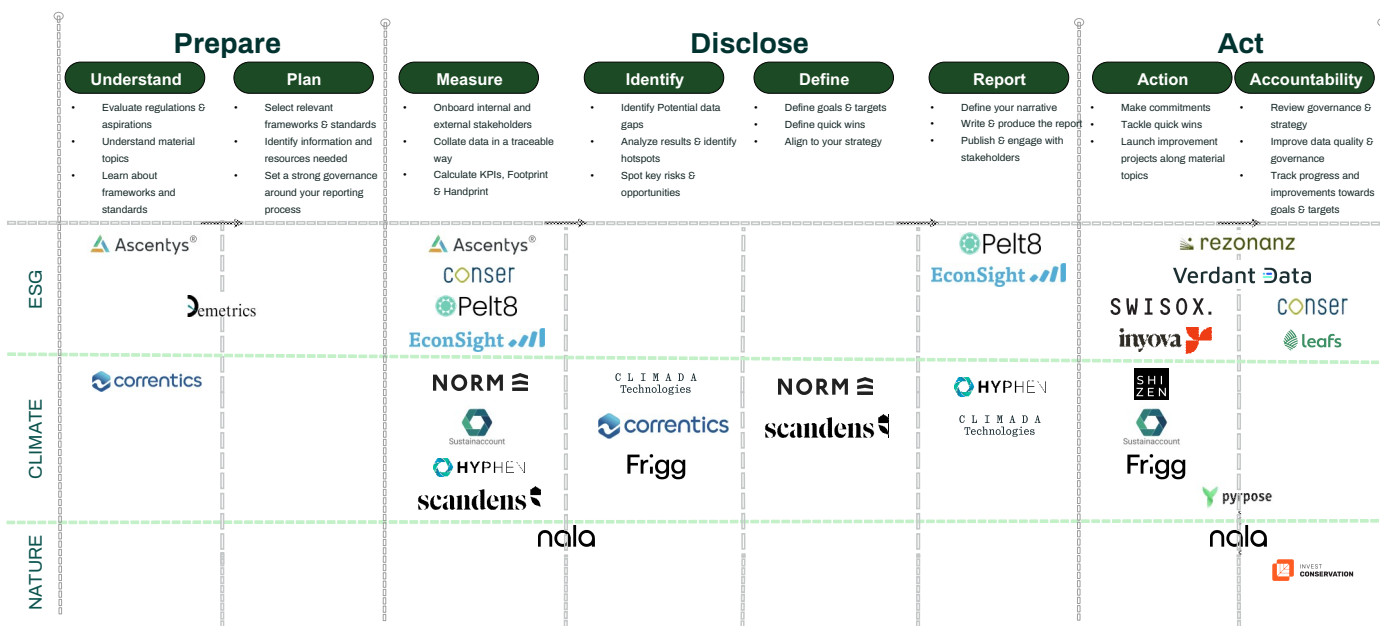 Prepare
Disclose
Act
Understand
Plan
Measure
Identify
Define
Report
Action
Accountability
• Evaluate regulations &
aspirations
• Understand material
topics
• Learn about
frameworks and
standards
• Select relevant
frameworks & standards
• Identify information and
resources needed
• Set a strong governance
around your reporting
process
• Onboard internal and
external stakeholders
• Collate data in a traceable
way
• Calculate KPIs, Footprint
& Handprint
• Identify Potential data
gaps
• Analyze results & identify
hotspots
• Spot key risks &
opportunities
• Define goals & targets
• Define quick wins
• Align to your strategy
• Define your narrative
• Write & produce the report
• Publish & engage with
stakeholders
• Make commitments
• Tackle quick wins
• Launch improvement
projects along material
topics
• Review governance &
strategy
• Improve data quality &
governance
• Track progress and
improvements towards
goals & targets
ESG
Ascentys®
Demetrics
Ascentys®
conser
Pelt8
EconSight
Pelt8
EconSight
rezonanz
Verdant Data
SWISOX.
inyova
conser
leafs
CLIMATE
correntics
NORM
Sustainaccount
HYPHEN
scandens
CLIMADA
Technologies
correntics
Frigg
NORM
scandens
HYPHEN
CLIMADA
Technologies
SHI
ZEN
Sustainaccount
Frigg
pyrpose
NATURE
nala
nala
INVEST
CONSERVATION